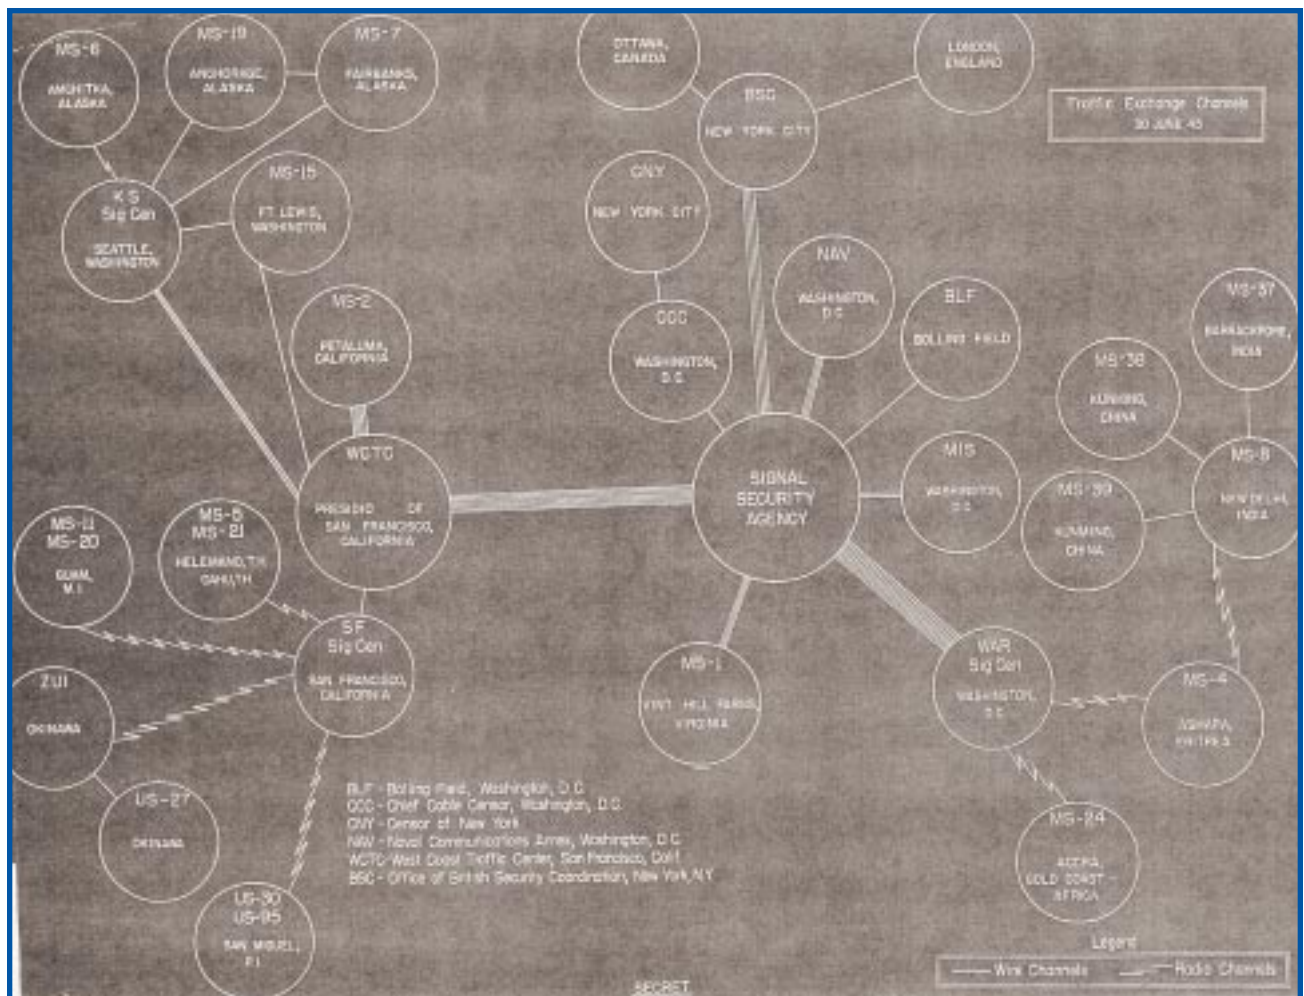 MS-6
AMCHITKA,
ALASKA
MS-19
ANCHORAGE,
ALASKA
MS-7
FAIRBANKS,
ALASKA
OTTAWA,
CANADA
LONDON,
ENGLAND
BSC
NEW YORK CITY
Traffic Exchange Channels
30 JUNE 45
KS
Sig Cen
SEATTLE,
WASHINGTON
MS-15
FT. LEWIS,
WASHINGTON
CNY
NEW YORK CITY
NAV
WASHINGTON,
D.C.
BLF
BOLLING FIELD
MS-2
PETALUMA,
CALIFORNIA
CCC
WASHINGTON,
D.C.
MS-37
BARRACKPORE,
INDIA
MS-38
KUNMING,
CHINA
WCTC
PRESIDIO OF
SAN FRANCISCO,
CALIFORNIA
SIGNAL
SECURITY
AGENCY
MIS
WASHINGTON,
D.C.
MS-39
KUNMING,
CHINA
MS-8
NEW DELHI,
INDIA
MS-11
MS-20
GUAM,
M.I.
MS-5
MS-21
HELEMANO, T.H.
OAHU, T.H.
SF
Sig Cen
SAN FRANCISCO,
CALIFORNIA
MS-1
VINT HILL FARMS,
VIRGINIA
WAR
Sig Cen
WASHINGTON,
D.C.
MS-4
ASMARA,
ERITREA
ZUI
OKINAWA
US-27
OKINAWA
US-30
US-95
SAN MIGUEL,
P.I.
MS-24
ACCRA,
GOLD COAST -
AFRICA
BLF - Bolling Field, Washington, D.C.
CCC - Chief Cable Censor, Washington, D.C.
CNY - Censor of New York
NAV - Naval Communications Annex, Washington, D.C.
WCTC - West Coast Traffic Center, San Francisco, Calif.
BSC - Office of British Security Coordination, New York, N.Y.
Legend
Wire Channels
Radio Channels
SECRET